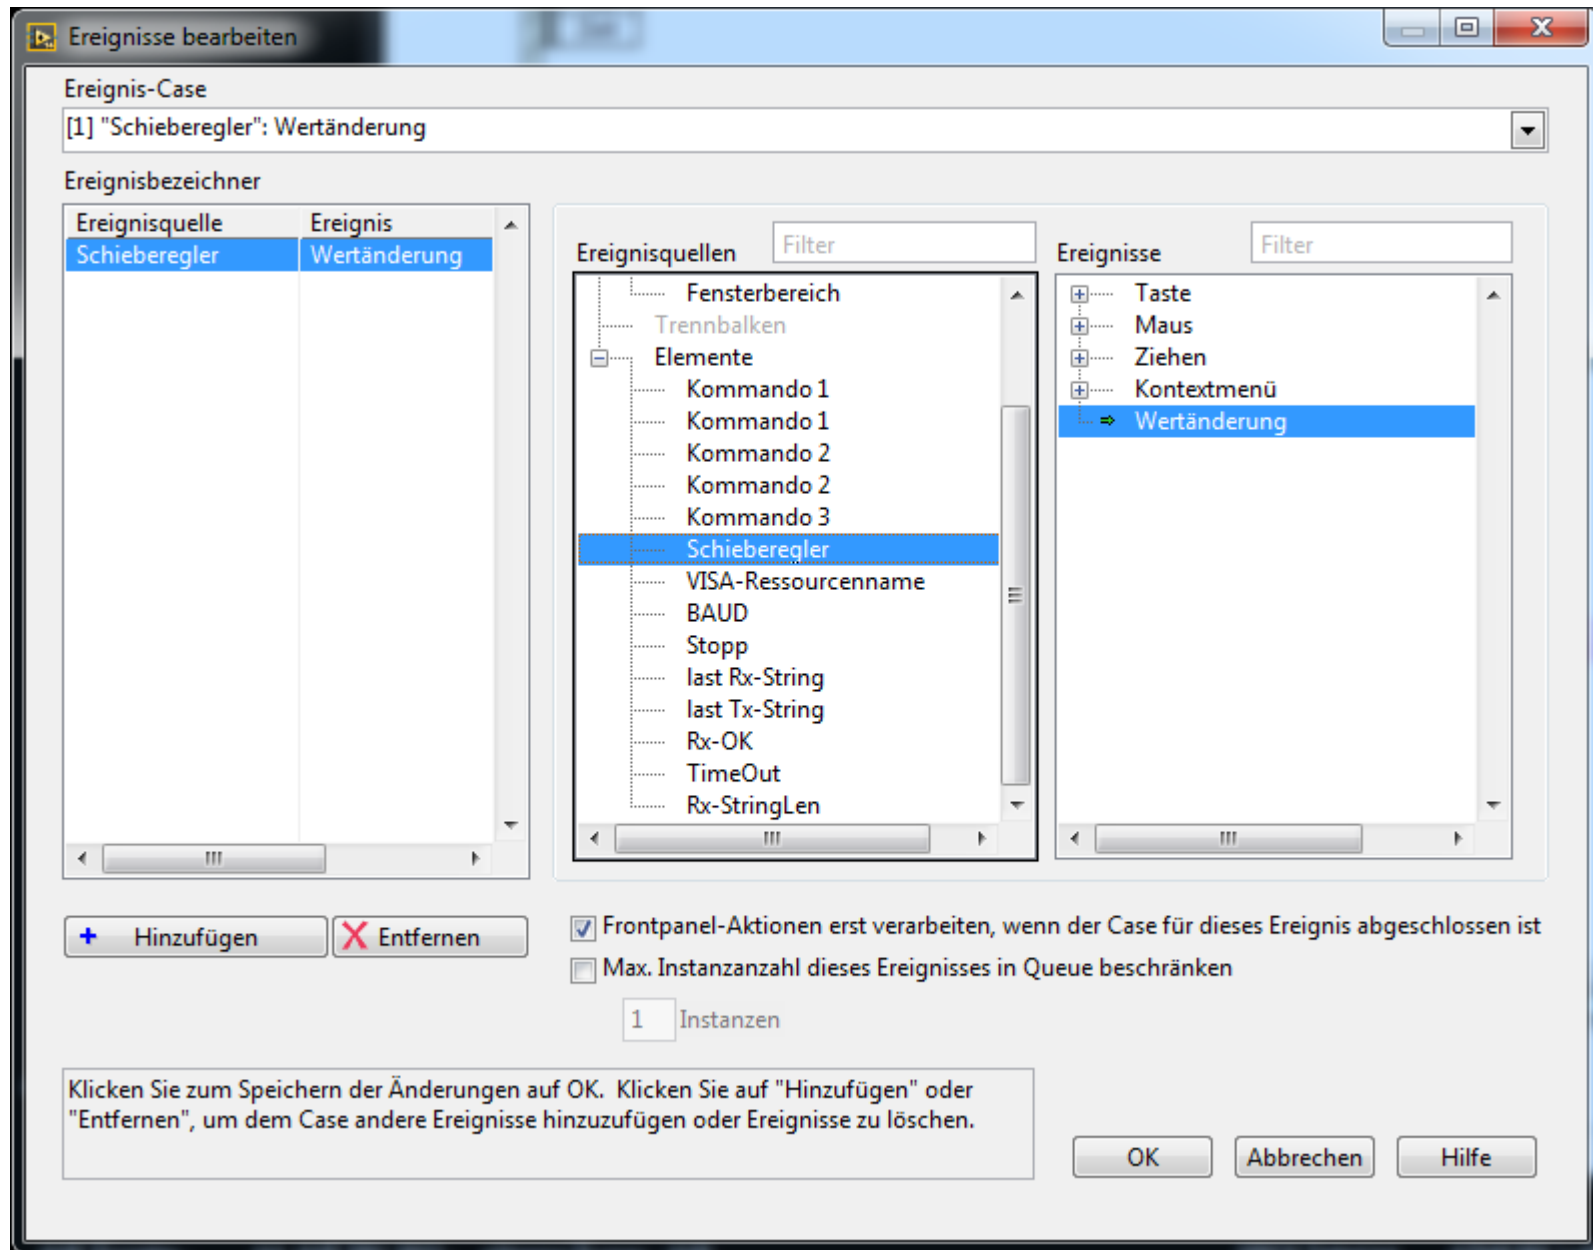 Ereignisse bearbeiten
Ereignis-Case
[1] "Schieberegler": Wertänderung
Ereignisbezeichner
Ereignisquelle Ereignis
Schieberegler Wertänderung
Ereignisquellen Filter
Fensterbereich
Trennbalken
Elemente
Kommando 1
Kommando 1
Kommando 2
Kommando 2
Kommando 3
Schieberegler
VISA-Ressourcenname
BAUD
Stopp
last Rx-String
last Tx-String
Rx-OK
TimeOut
Rx-StringLen
Ereignisse Filter
Taste
Maus
Ziehen
Kontextmenü
Wertänderung
Hinzufügen Entfernen
Frontpanel-Aktionen erst verarbeiten, wenn der Case für dieses Ereignis abgeschlossen ist
Max. Instanzanzahl dieses Ereignisses in Queue beschränken
1 Instanzen
Klicken Sie zum Speichern der Änderungen auf OK. Klicken Sie auf "Hinzufügen" oder
"Entfernen", um dem Case andere Ereignisse hinzuzufügen oder Ereignisse zu löschen.
OK Abbrechen Hilfe